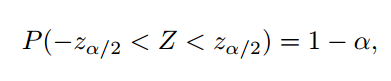 P(−z_{α/2} < Z < z_{α/2}) = 1 − α,